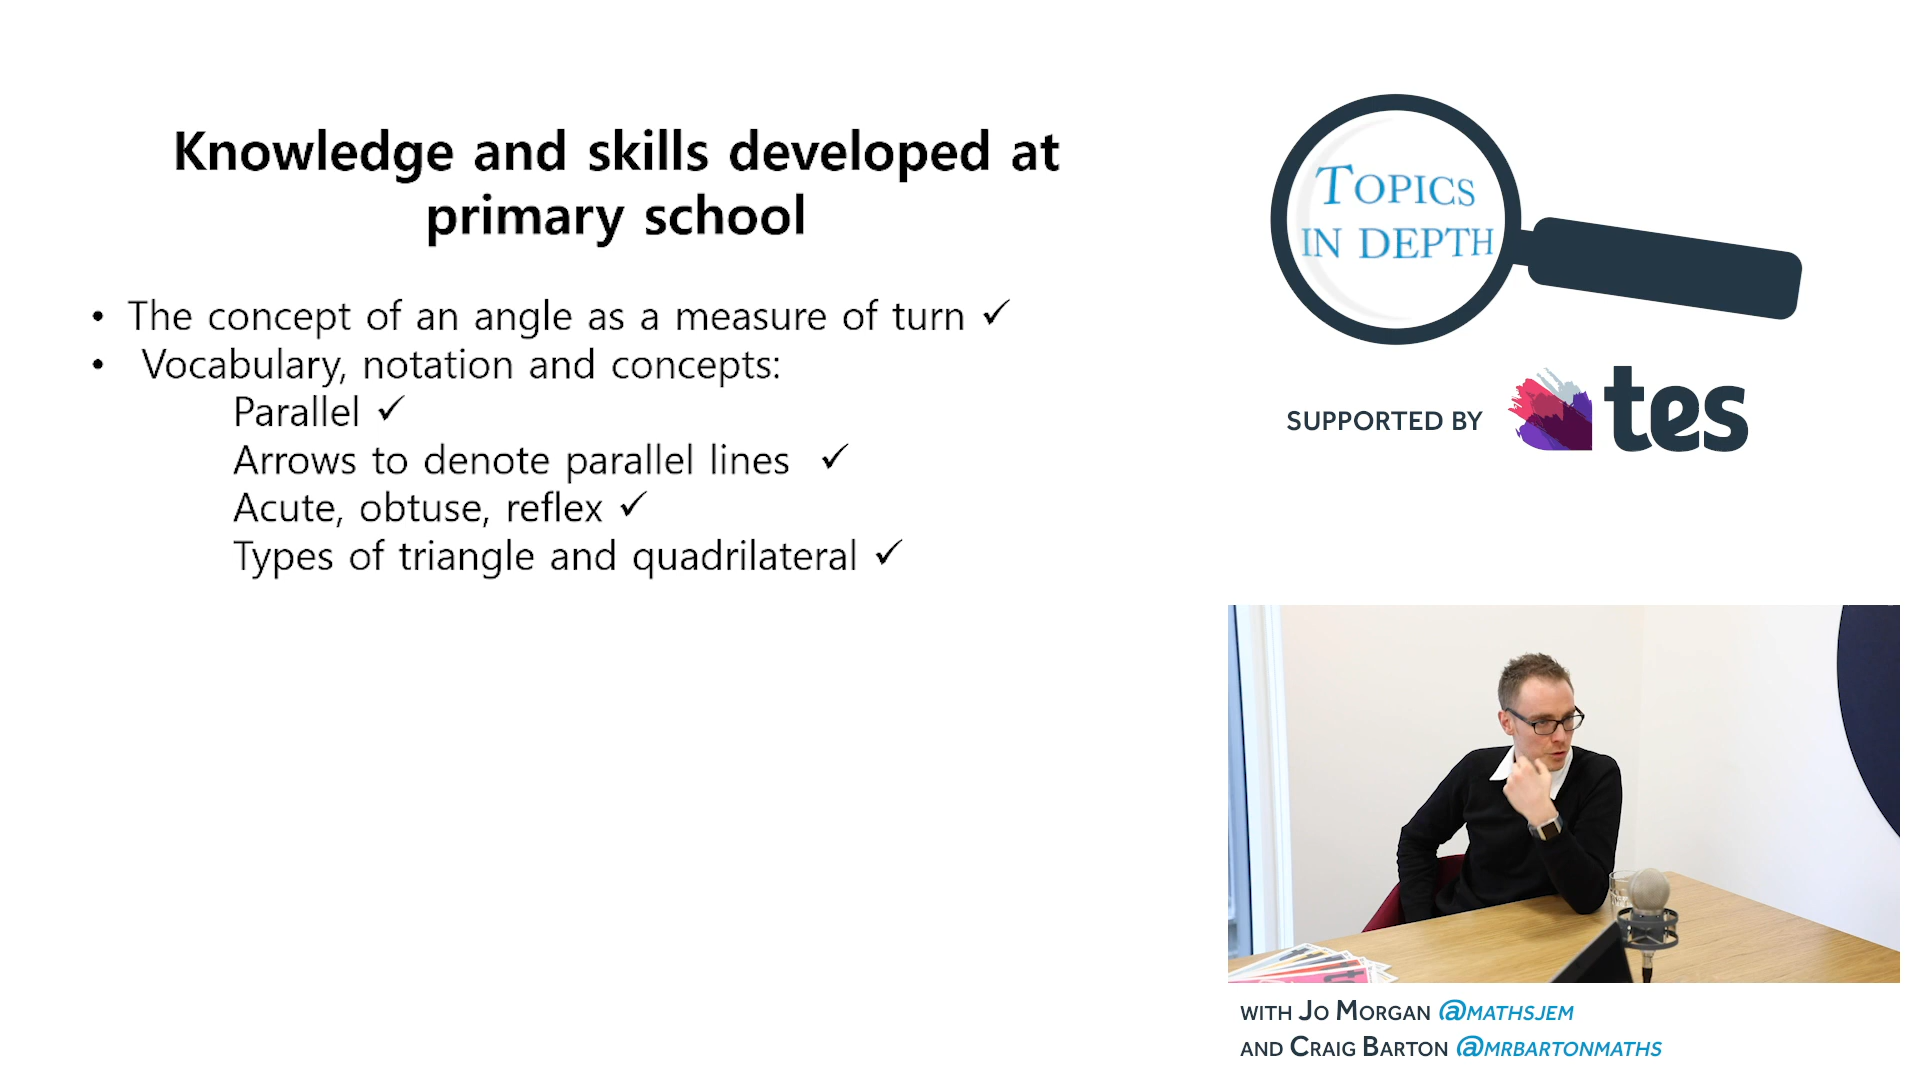 Knowledge and skills developed at
primary school
• The concept of an angle as a measure of turn ✓
• Vocabulary, notation and concepts:
Parallel ✓
Arrows to denote parallel lines ✓
Acute, obtuse, reflex ✓
Types of triangle and quadrilateral ✓
TOPICS
IN DEPTH
SUPPORTED BY tes
WITH JO MORGAN @MATHSJEM
AND CRAIG BARTON @MRBARTONMATHS